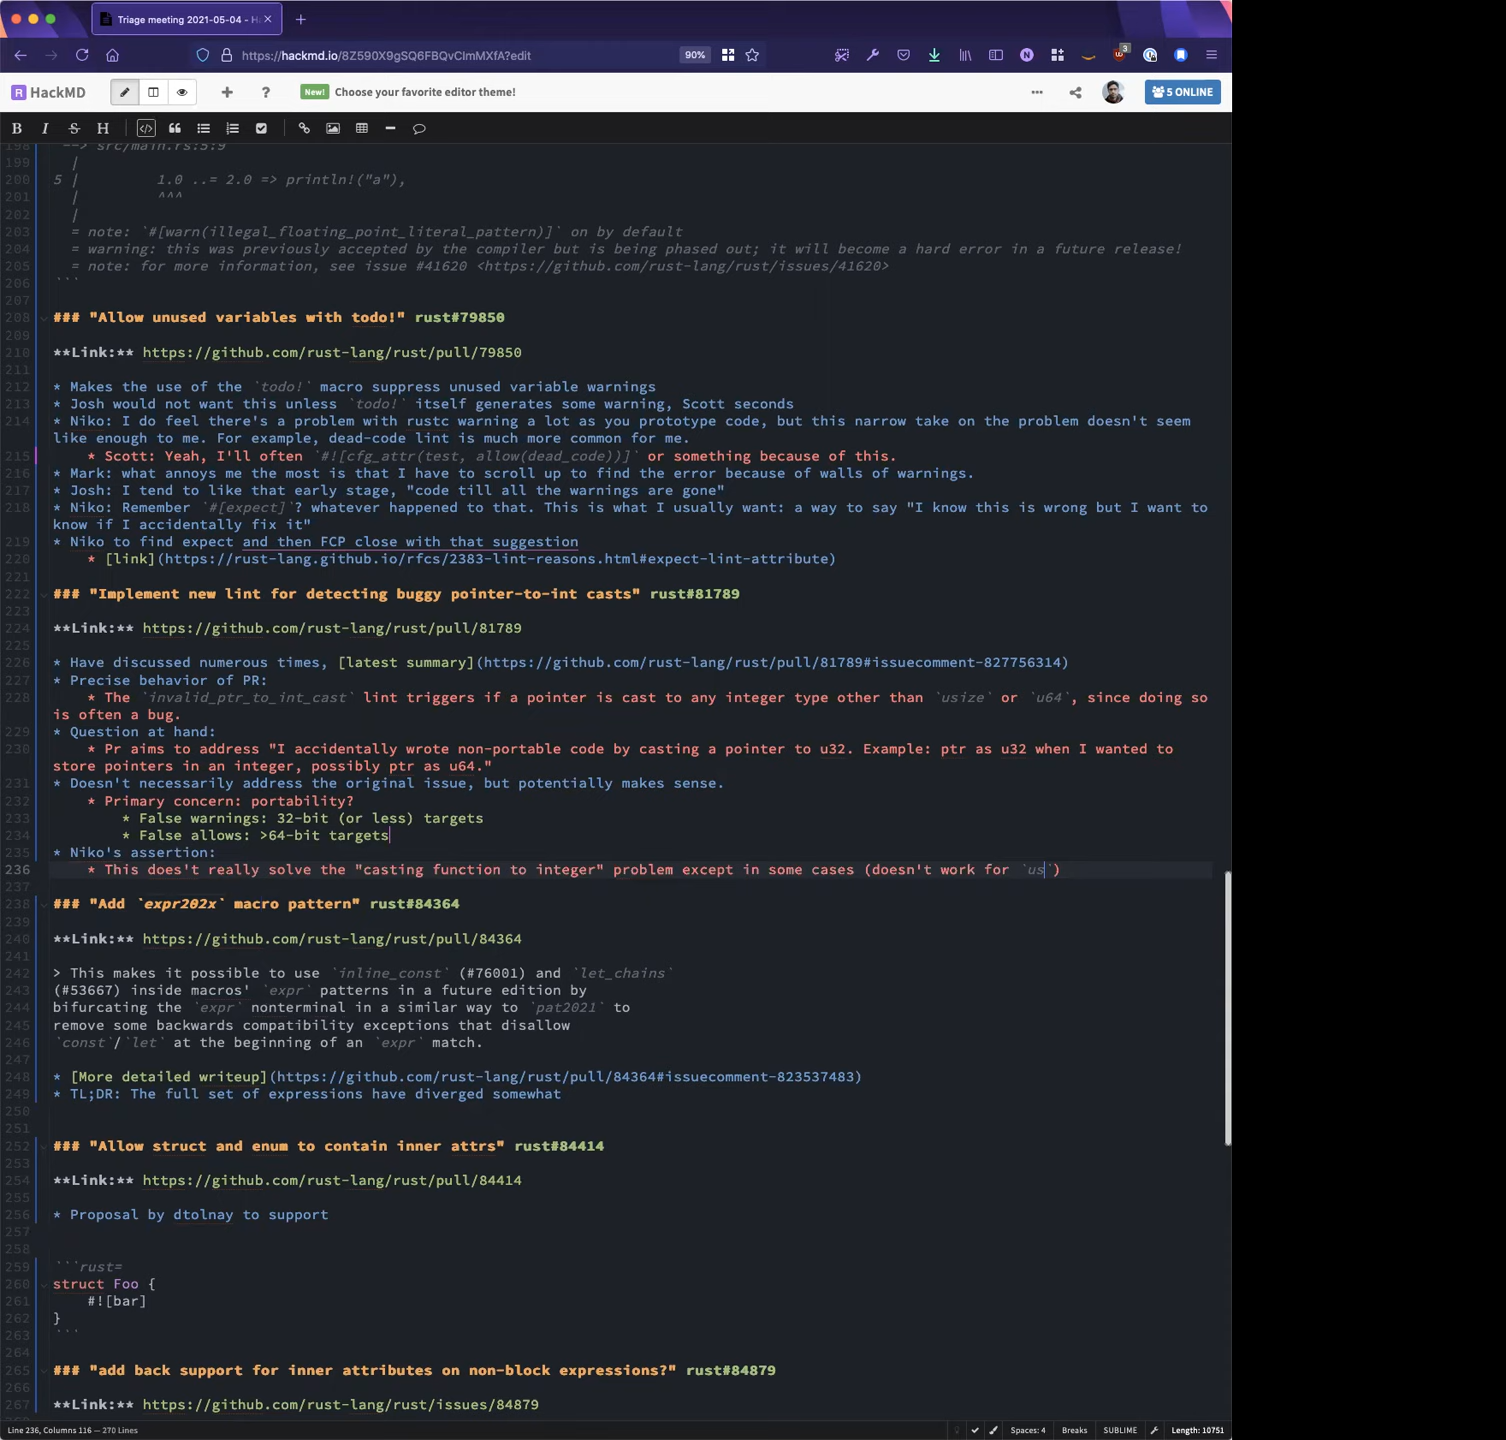 Triage meeting 2021-05-04 - H
https://hackmd.io/8Z590X9gSQ6FBQvClmMXfA?edit
90%
N
3
HackMD
New!
Choose your favorite editor theme!
5 ONLINE
B I S H
198 --> src/main.rs:5:9
199 |
200 5 | 1.0 ..= 2.0 => println!("a"),
201 | ^^^
202 |
203 = note: `#[warn(illegal_floating_point_literal_pattern)]` on by default
204 = warning: this was previously accepted by the compiler but is being phased out; it will become a hard error in a future release!
205 = note: for more information, see issue #41620 <https://github.com/rust-lang/rust/issues/41620>
206 ```
207
208 ### "Allow unused variables with todo!" rust#79850
209
210 **Link:** https://github.com/rust-lang/rust/pull/79850
211
212 * Makes the use of the `todo!` macro suppress unused variable warnings
213 * Josh would not want this unless `todo!` itself generates some warning, Scott seconds
214 * Niko: I do feel there's a problem with rustc warning a lot as you prototype code, but this narrow take on the problem doesn't seem
like enough to me. For example, dead-code lint is much more common for me.
215 * Scott: Yeah, I'll often `#![cfg_attr(test, allow(dead_code))]` or something because of this.
216 * Mark: what annoys me the most is that I have to scroll up to find the error because of walls of warnings.
217 * Josh: I tend to like that early stage, "code till all the warnings are gone"
218 * Niko: Remember `#[expect]`? whatever happened to that. This is what I usually want: a way to say "I know this is wrong but I want to
know if I accidentally fix it"
219 * Niko to find expect and then FCP close with that suggestion
220 * [link](https://rust-lang.github.io/rfcs/2383-lint-reasons.html#expect-lint-attribute)
221
222 ### "Implement new lint for detecting buggy pointer-to-int casts" rust#81789
223
224 **Link:** https://github.com/rust-lang/rust/pull/81789
225
226 * Have discussed numerous times, [latest summary](https://github.com/rust-lang/rust/pull/81789#issuecomment-827756314)
227 * Precise behavior of PR:
228 * The `invalid_ptr_to_int_cast` lint triggers if a pointer is cast to any integer type other than `usize` or `u64`, since doing so
is often a bug.
229 * Question at hand:
230 * Pr aims to address "I accidentally wrote non-portable code by casting a pointer to u32. Example: ptr as u32 when I wanted to
store pointers in an integer, possibly ptr as u64."
231 * Doesn't necessarily address the original issue, but potentially makes sense.
232 * Primary concern: portability?
233 * False warnings: 32-bit (or less) targets
234 * False allows: >64-bit targets
235 * Niko's assertion:
236 * This does't really solve the "casting function to integer" problem except in some cases (doesn't work for `us`)
237
238 ### "Add `expr202x` macro pattern" rust#84364
239
240 **Link:** https://github.com/rust-lang/rust/pull/84364
241
242 > This makes it possible to use `inline_const` (#76001) and `let_chains`
243 (#53667) inside macros' `expr` patterns in a future edition by
244 bifurcating the `expr` nonterminal in a similar way to `pat2021` to
245 remove some backwards compatibility exceptions that disallow
246 `const`/`let` at the beginning of an `expr` match.
247
248 * [More detailed writeup](https://github.com/rust-lang/rust/pull/84364#issuecomment-823537483)
249 * TL;DR: The full set of expressions have diverged somewhat
250
251
252 ### "Allow struct and enum to contain inner attrs" rust#84414
253
254 **Link:** https://github.com/rust-lang/rust/pull/84414
255
256 * Proposal by dtolnay to support
257
258
259 ```rust=
260 struct Foo {
261 #![bar]
262 }
263 ```
264
265 ### "add back support for inner attributes on non-block expressions?" rust#84879
266
267 **Link:** https://github.com/rust-lang/rust/issues/84879
Line 236, Columns 116 — 270 Lines
Spaces: 4
Breaks
SUBLIME
Length: 10751